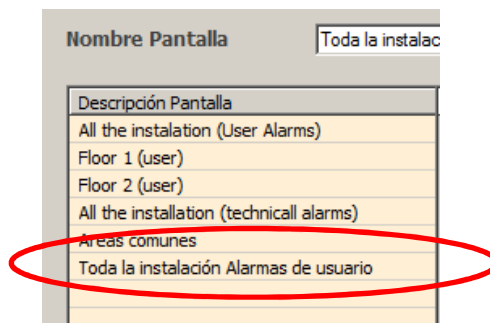 Nombre Pantalla Toda la instalac
Descripción Pantalla
All the instalation (User Alarms)
Floor 1 (user)
Floor 2 (user)
All the installation (technicall alarms)
Areas comunes
Toda la instalación Alarmas de usuario